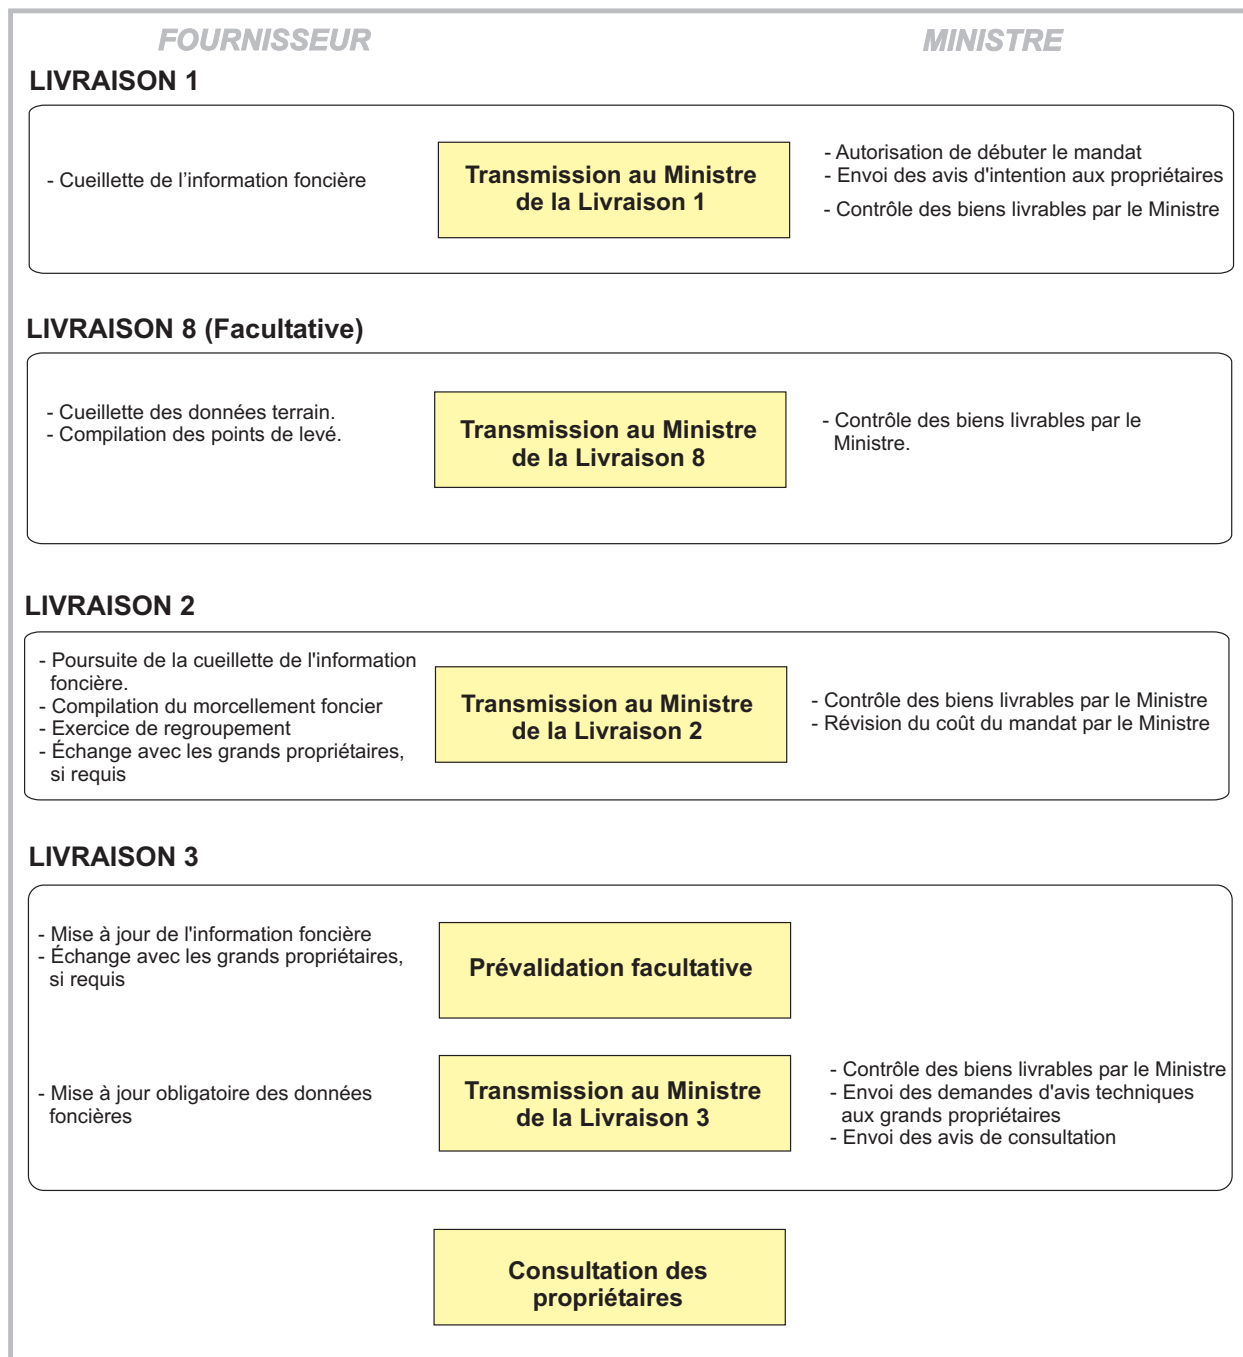 FOURNISSEUR
MINISTRE
LIVRAISON 1
- Cueillette de l’information foncière
Transmission au Ministre
de la Livraison 1
- Autorisation de débuter le mandat
- Envoi des avis d'intention aux propriétaires
- Contrôle des biens livrables par le Ministre
LIVRAISON 8 (Facultative)
- Cueillette des données terrain.
- Compilation des points de levé.
Transmission au Ministre
de la Livraison 8
- Contrôle des biens livrables par le
Ministre.
LIVRAISON 2
- Poursuite de la cueillette de l'information
foncière.
- Compilation du morcellement foncier
- Exercice de regroupement
- Échange avec les grands propriétaires,
si requis
Transmission au Ministre
de la Livraison 2
- Contrôle des biens livrables par le Ministre
- Révision du coût du mandat par le Ministre
LIVRAISON 3
- Mise à jour de l'information foncière
- Échange avec les grands propriétaires,
si requis
Prévalidation facultative
- Mise à jour obligatoire des données
foncières
Transmission au Ministre
de la Livraison 3
- Contrôle des biens livrables par le Ministre
- Envoi des demandes d'avis techniques
aux grands propriétaires
- Envoi des avis de consultation
Consultation des
propriétaires